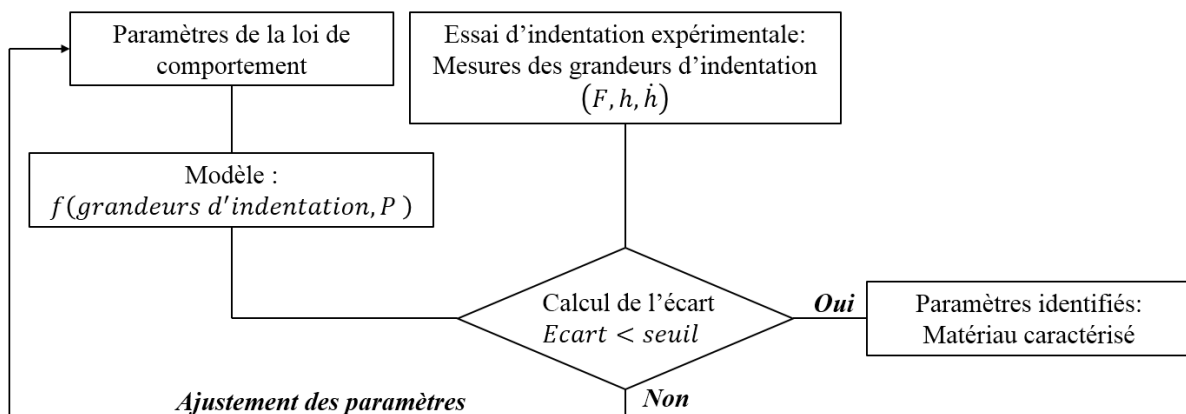 Paramètres de la loi de
comportement
Essai d’indentation expérimentale:
Mesures des grandeurs d’indentation
(F, h, ḣ)
Modèle :
f(grandeurs d'indentation, P )
Calcul de l’écart
Ecart < seuil
Oui
Paramètres identifiés:
Matériau caractérisé
Ajustement des paramètres
Non